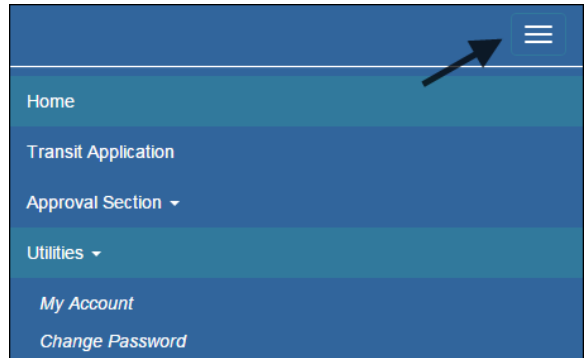 Home
Transit Application
Approval Section
Utilities
My Account
Change Password